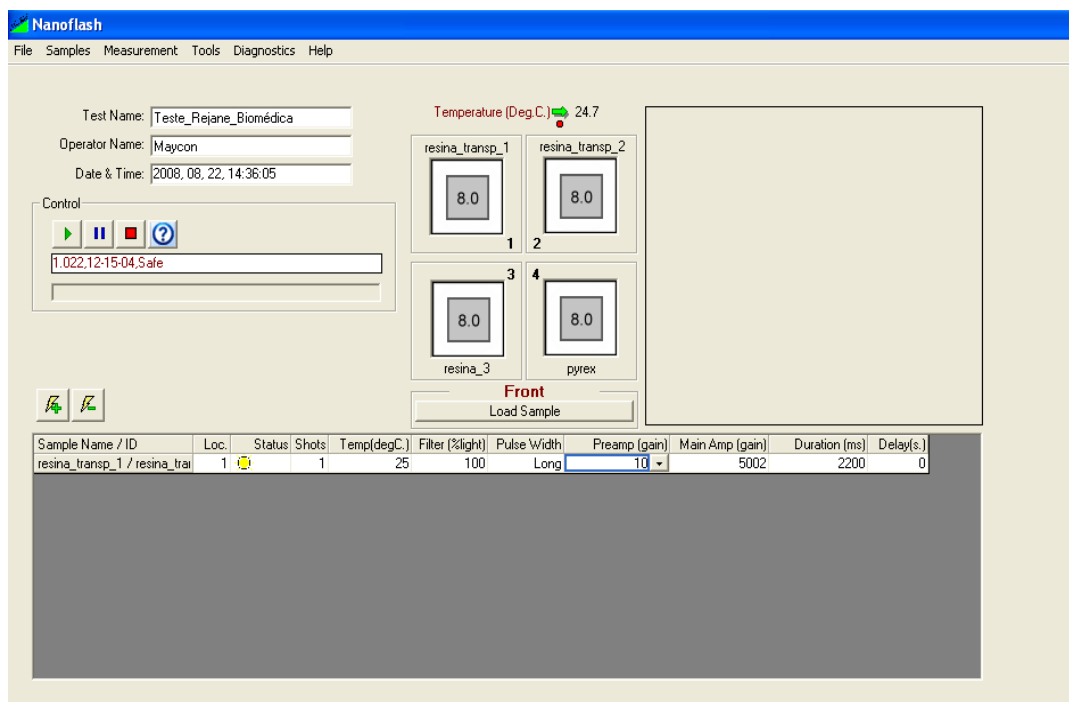 Nanoflash
File Samples Measurement Tools Diagnostics Help
Test Name: Teste_Rejane_Biomédica
Operator Name: Maycon
Date & Time: 2008, 08, 22, 14:36:05
Control
1.022,12-15-04,Safe
Temperature (Deg.C.) 24.7
resina_transp_1 resina_transp_2
8.0 8.0
1 2
3 4
8.0 8.0
resina_3 pyrex
Front
Load Sample
Sample Name / ID Loc. Status Shots Temp(degC.) Filter (%light) Pulse Width Preamp (gain) Main Amp (gain) Duration (ms) Delay(s.)
resina_transp_1 / resina_trai 1 1 25 100 Long 10 5002 2200 0